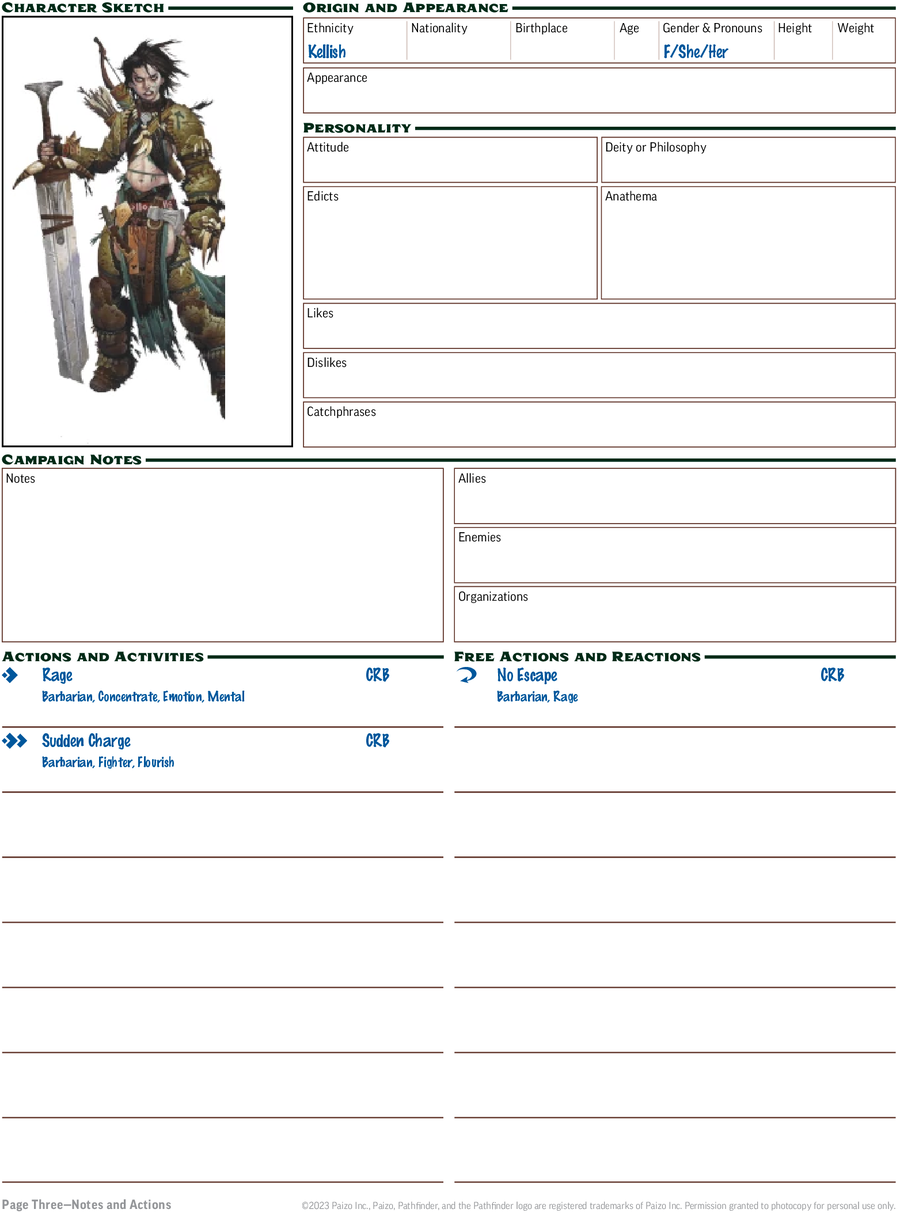 Character Sketch
Origin and Appearance
Ethnicity Nationality Birthplace Age Gender & Pronouns Height Weight
Kellish F/She/Her
Appearance
Personality
Attitude Deity or Philosophy
Edicts Anathema
Likes
Dislikes
Catchphrases
Campaign Notes
Notes
Allies
Enemies
Organizations
Actions and Activities
Rage CRB
Barbarian, Concentrate, Emotion, Mental
Sudden Charge CRB
Barbarian, Fighter, Flourish
Free Actions and Reactions
No Escape CRB
Barbarian, Rage
Page Three—Notes and Actions
©2023 Paizo Inc., Paizo, Pathfinder, and the Pathfinder logo are registered trademarks of Paizo Inc. Permission granted to photocopy for personal use only.